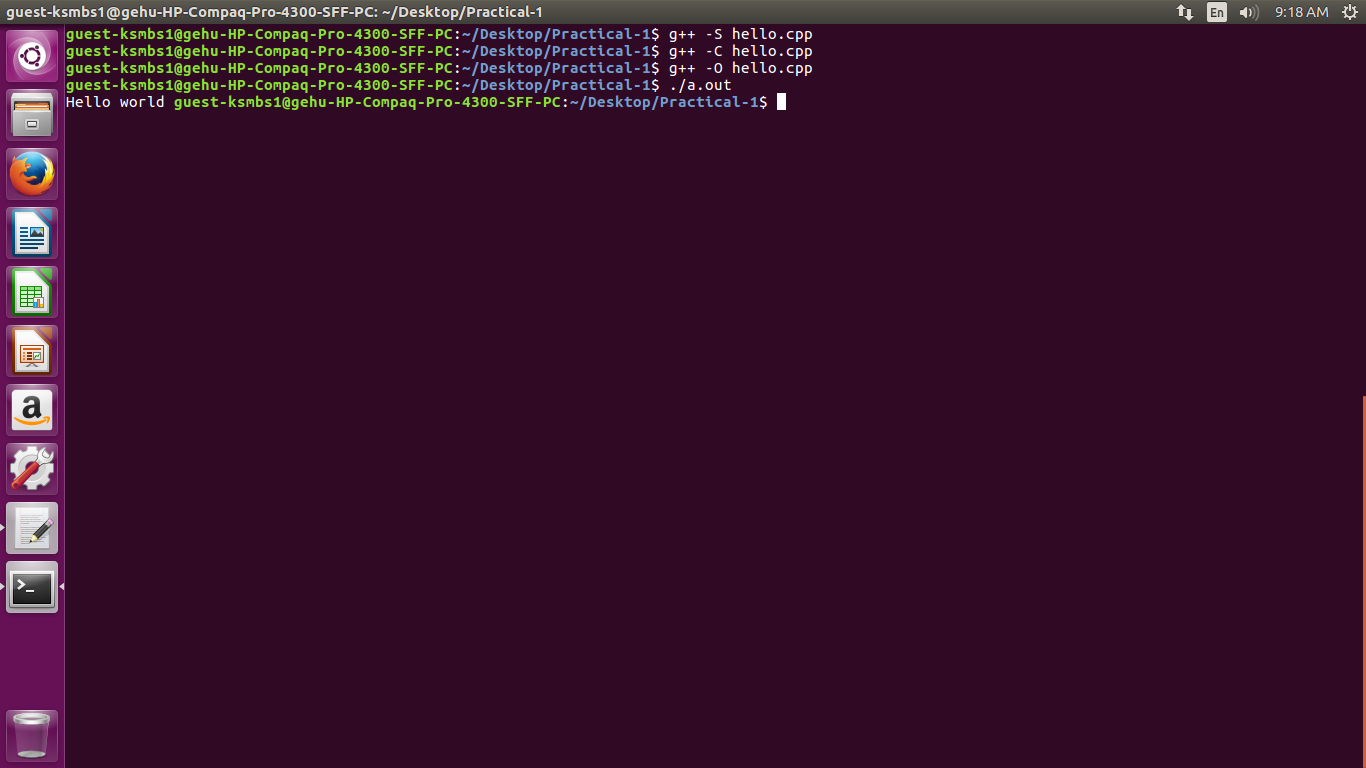 guest-ksmbs1@gehu-HP-Compaq-Pro-4300-SFF-PC: ~/Desktop/Practical-1
En
9:18 AM
guest-ksmbs1@gehu-HP-Compaq-Pro-4300-SFF-PC:~/Desktop/Practical-1$ g++ -S hello.cpp
guest-ksmbs1@gehu-HP-Compaq-Pro-4300-SFF-PC:~/Desktop/Practical-1$ g++ -C hello.cpp
guest-ksmbs1@gehu-HP-Compaq-Pro-4300-SFF-PC:~/Desktop/Practical-1$ g++ -O hello.cpp
guest-ksmbs1@gehu-HP-Compaq-Pro-4300-SFF-PC:~/Desktop/Practical-1$ ./a.out
Hello world guest-ksmbs1@gehu-HP-Compaq-Pro-4300-SFF-PC:~/Desktop/Practical-1$
a
>_